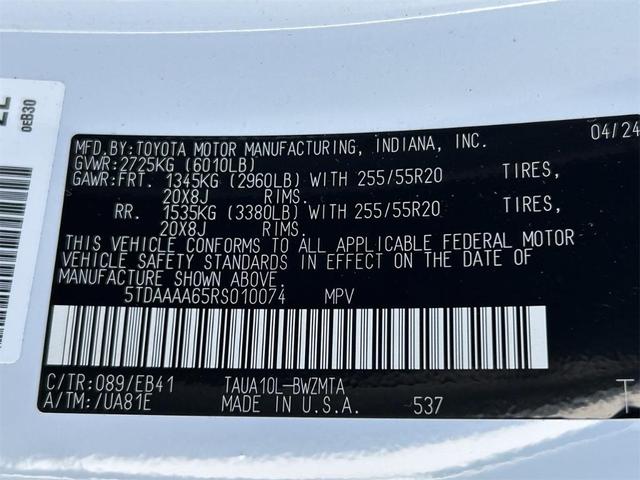 0EB30
MFD.BY:TOYOTA MOTOR MANUFACTURING, INDIANA, INC. 04/24
GVWR:2725KG (6010LB)
GAWR:FRT. 1345KG (2960LB) WITH 255/55R20 TIRES,
20X8J RIMS.
RR. 1535KG (3380LB) WITH 255/55R20 TIRES,
20X8J RIMS.
THIS VEHICLE CONFORMS TO ALL APPLICABLE FEDERAL MOTOR
VEHICLE SAFETY STANDARDS IN EFFECT ON THE DATE OF
MANUFACTURE SHOWN ABOVE.
5TDAAAA65RS010074 MPV
C/TR:089/EB41 TAUA10L-BWZMTA
A/TM:/UA81E MADE IN U.S.A. 537